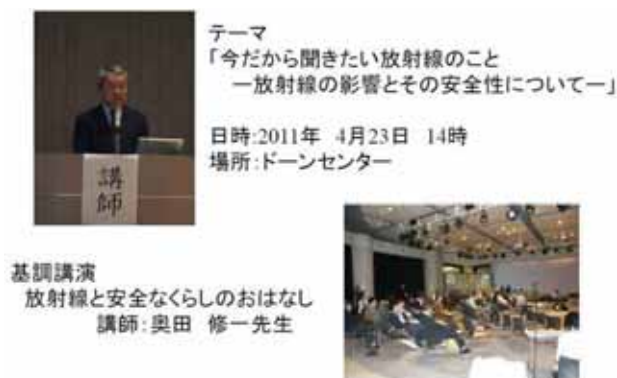 テーマ
「今だから聞きたい放射線のこと
―放射線の影響とその安全性について―」
日時:2011年 4月23日 14時
場所:ドーンセンター
講師
基調講演
放射線と安全なくらしのおはなし
講師:奥田 修一先生